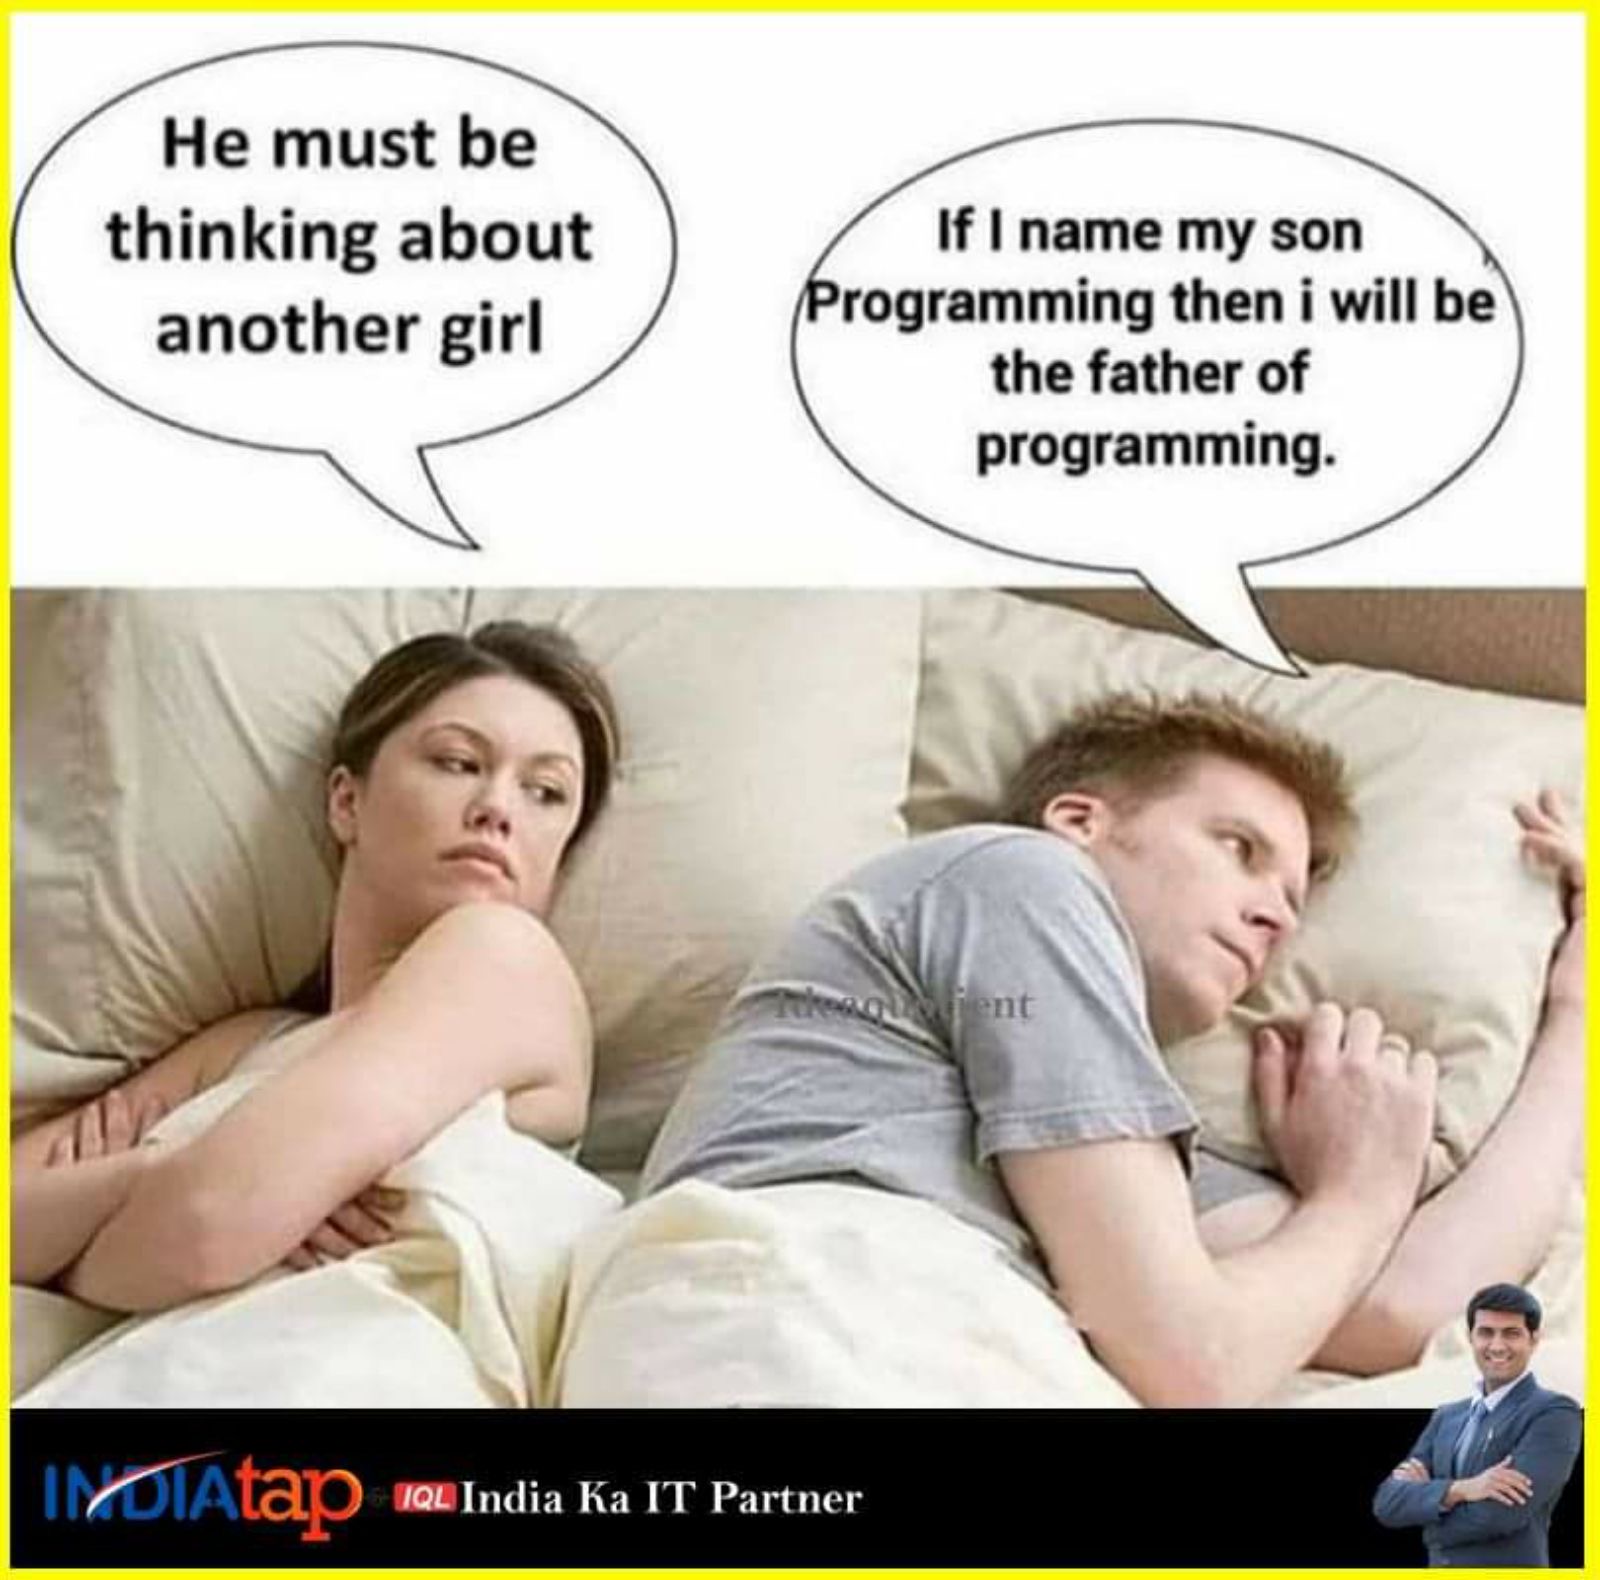 He must be
thinking about
another girl
If I name my son
Programming then i will be
the father of
programming.
INDIAtap IQL India Ka IT Partner